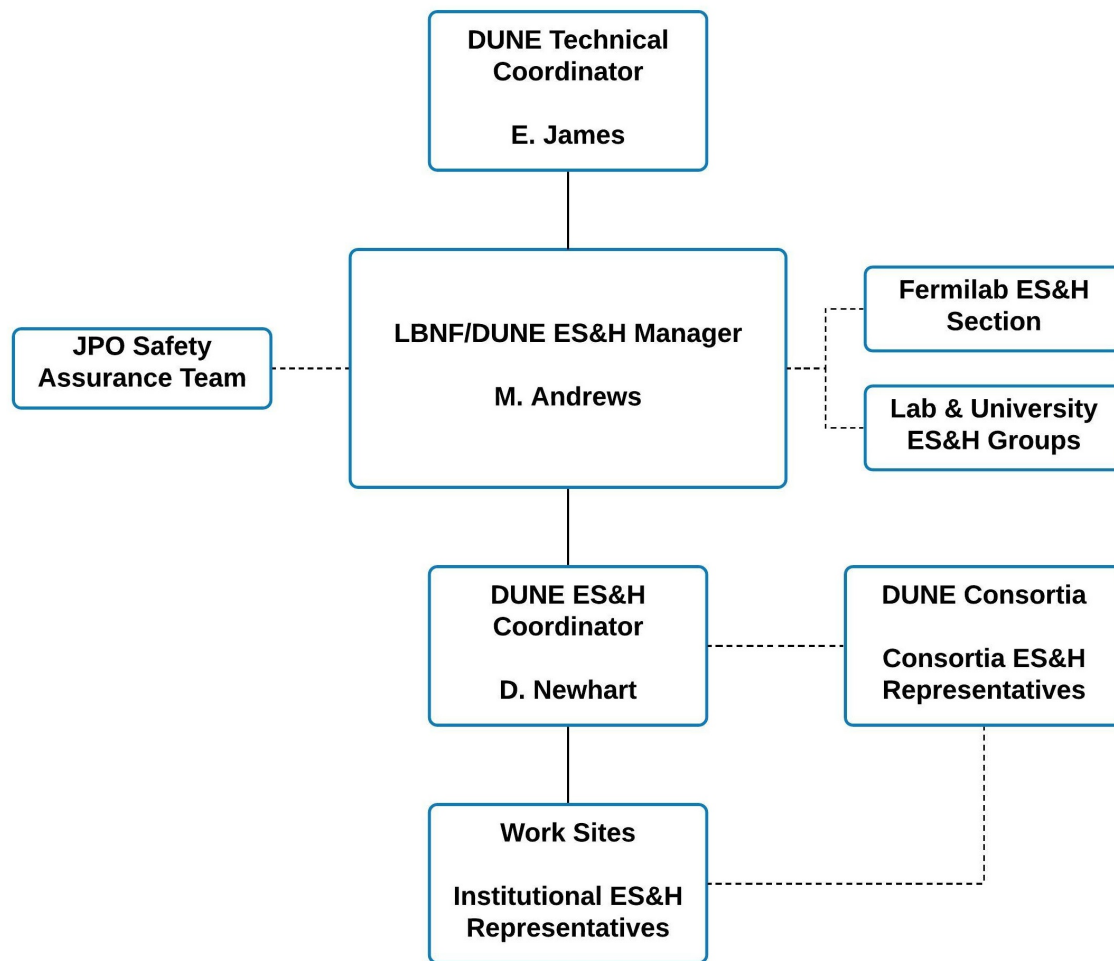 DUNE Technical
Coordinator
E. James
LBNF/DUNE ES&H Manager
M. Andrews
JPO Safety
Assurance Team
Fermilab ES&H
Section
Lab & University
ES&H Groups
DUNE ES&H
Coordinator
D. Newhart
DUNE Consortia
Consortia ES&H
Representatives
Work Sites
Institutional ES&H
Representatives